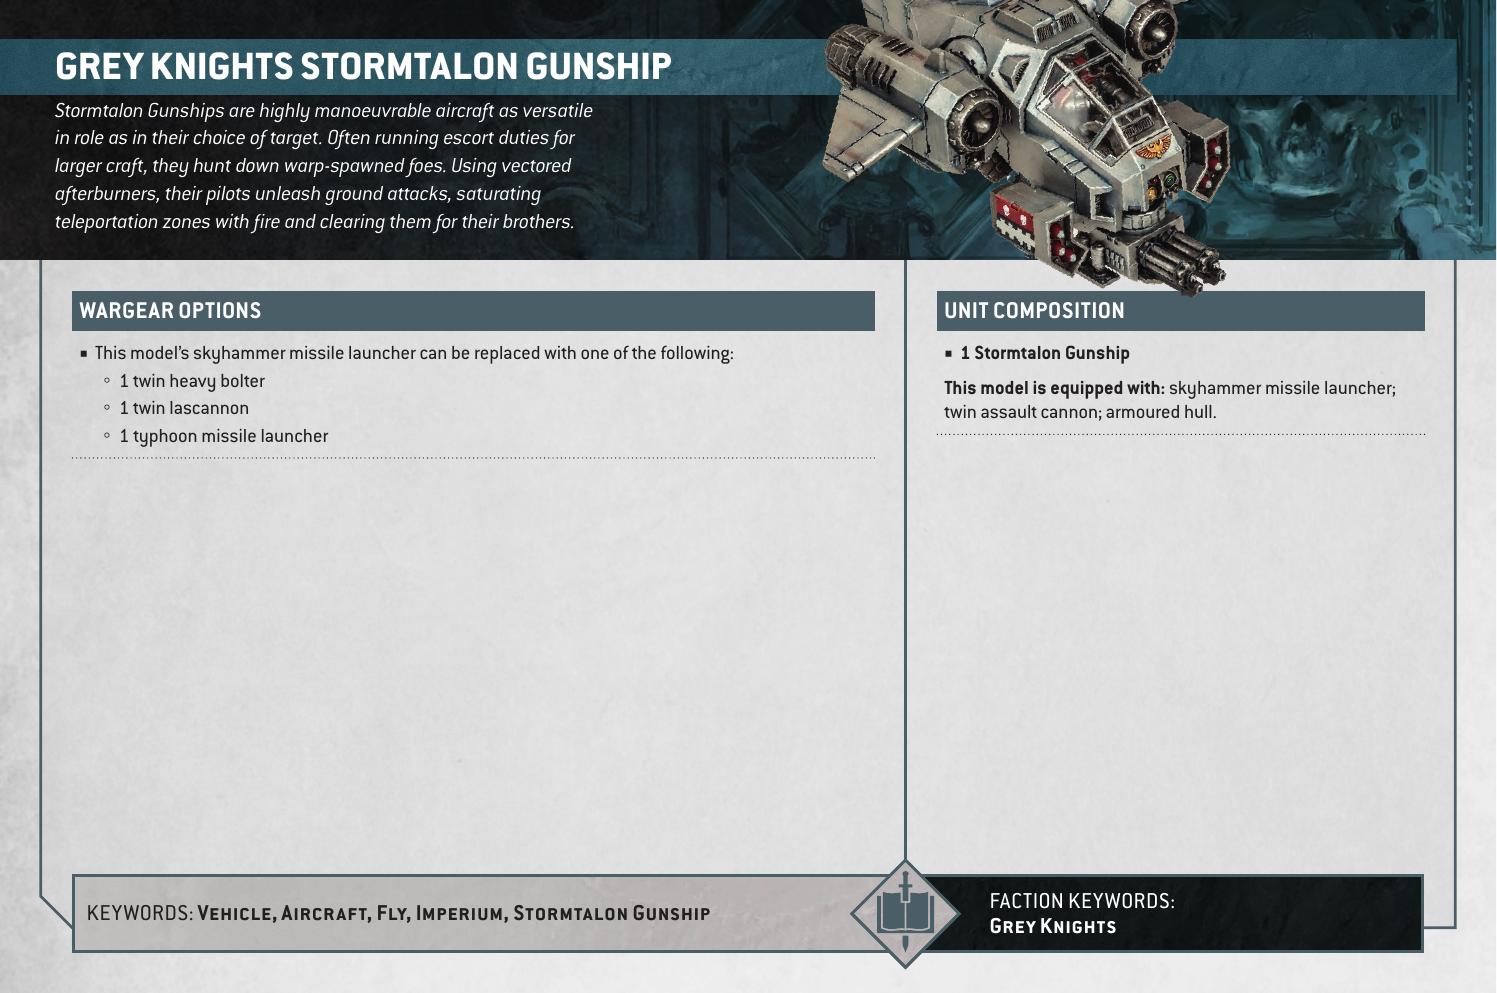 GREY KNIGHTS STORMTALON GUNSHIP
Stormtalon Gunships are highly manoeuvrable aircraft as versatile
in role as in their choice of target. Often running escort duties for
larger craft, they hunt down warp-spawned foes. Using vectored
afterburners, their pilots unleash ground attacks, saturating
teleportation zones with fire and clearing them for their brothers.
WARGEAR OPTIONS
▪ This model’s skyhammer missile launcher can be replaced with one of the following:
◦ 1 twin heavy bolter
◦ 1 twin lascannon
◦ 1 typhoon missile launcher
UNIT COMPOSITION
▪ 1 Stormtalon Gunship
This model is equipped with: skyhammer missile launcher;
twin assault cannon; armoured hull.
KEYWORDS: Vehicle, Aircraft, Fly, Imperium, Stormtalon Gunship
FACTION KEYWORDS:
Grey Knights